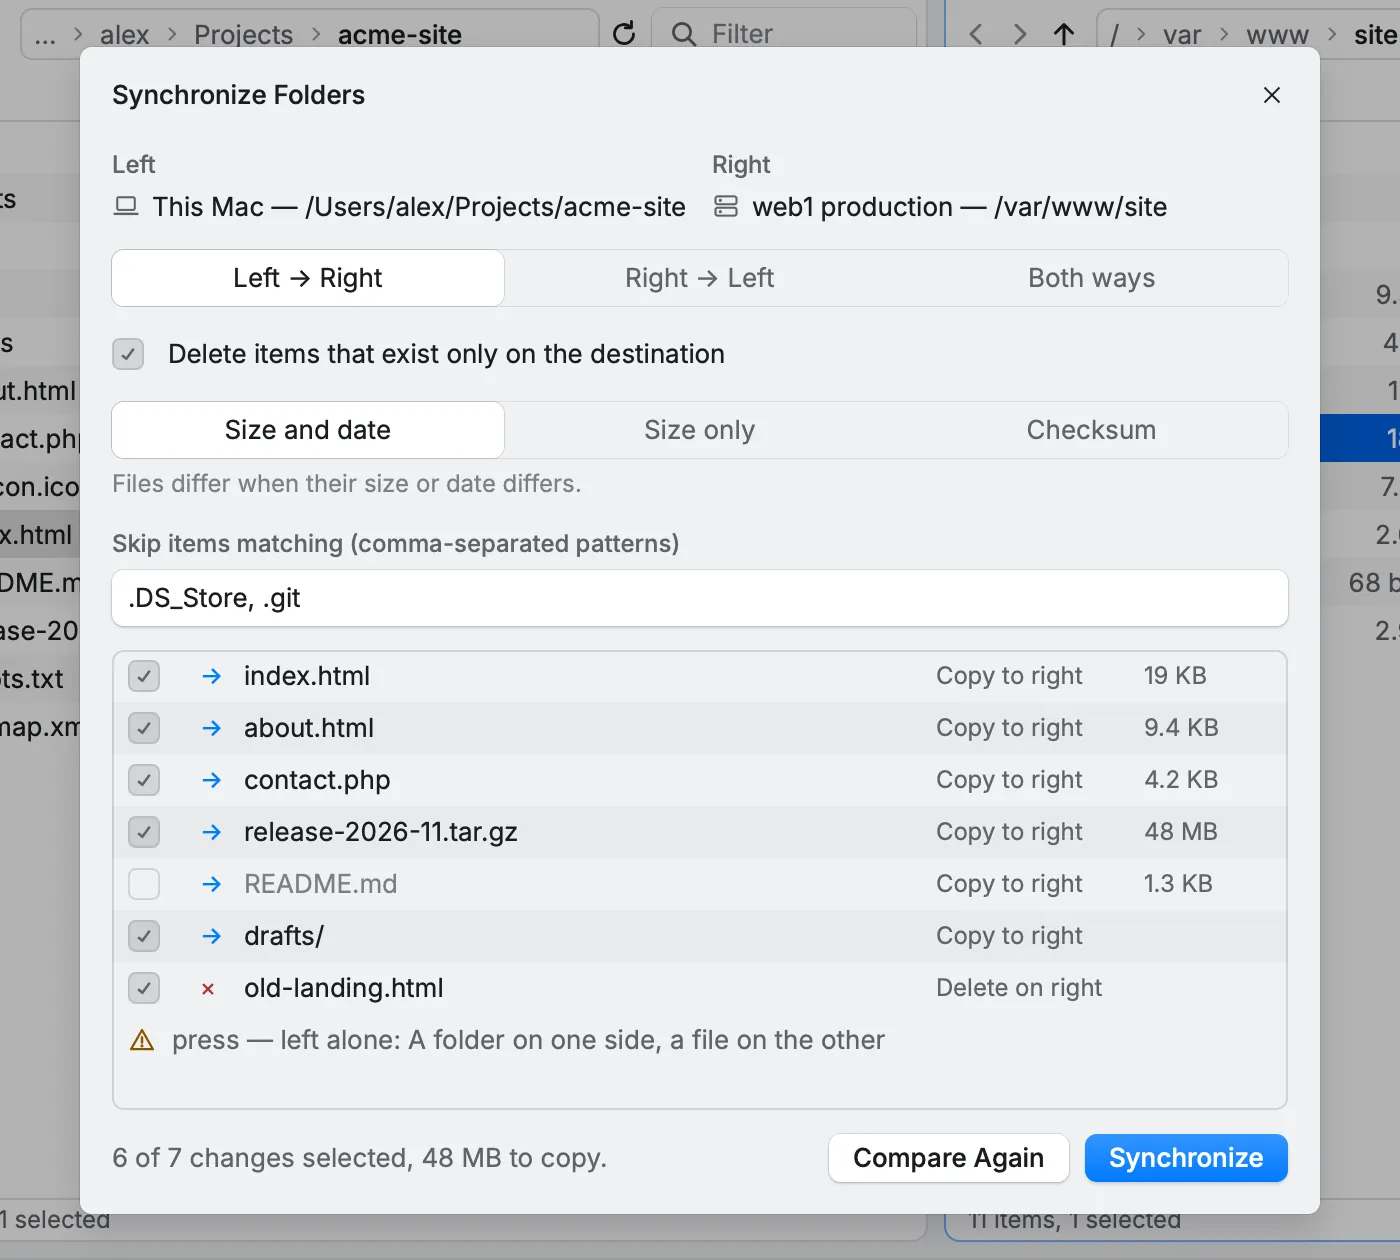 ... > alex > Projects > acme-site
Filter
/ > var > www > site
Synchronize Folders
Left
This Mac — /Users/alex/Projects/acme-site
Right
web1 production — /var/www/site
Left → Right
Right → Left
Both ways
Delete items that exist only on the destination
Size and date
Size only
Checksum
Files differ when their size or date differs.
Skip items matching (comma-separated patterns)
.DS_Store, .git
→ index.html Copy to right 19 KB
→ about.html Copy to right 9.4 KB
→ contact.php Copy to right 4.2 KB
→ release-2026-11.tar.gz Copy to right 48 MB
→ README.md Copy to right 1.3 KB
→ drafts/ Copy to right
× old-landing.html Delete on right
press — left alone: A folder on one side, a file on the other
6 of 7 changes selected, 48 MB to copy.
Compare Again
Synchronize
1 selected
11 items, 1 selected